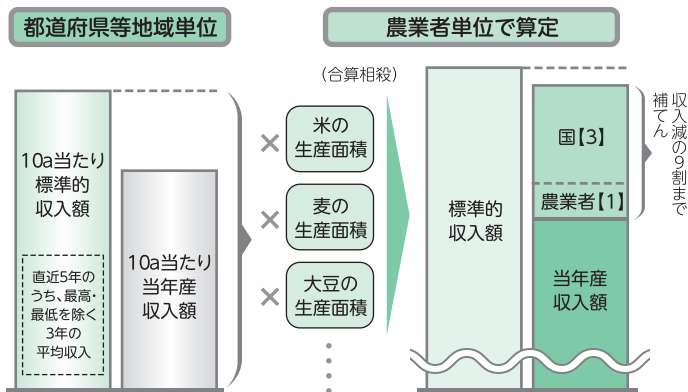 都道府県等地域単位
10a当たり
標準的
収入額
直近5年の
うち、最高・
最低を除く
3年の
平均収入
10a当たり
当年産
収入額
農業者単位で算定
(合算相殺)
×
米の
生産面積
×
麦の
生産面積
×
大豆の
生産面積
標準的
収入額
国【3】
農業者【1】
当年産
収入額
収入減の9割まで
補てん